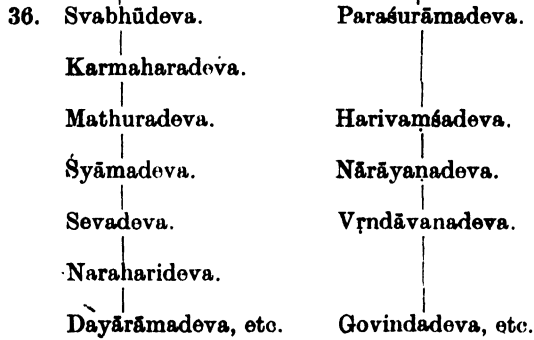 36. Svabhūdeva. Paraśurāmadeva.
Karmaharadeva.
Mathuradeva. Harivaṃśadeva.
Śyāmadeva. Nārāyaṇadeva.
Sevadeva. Vṛndāvanadeva.
Naraharideva.
Dayārāmadeva, etc. Govindadeva, etc.